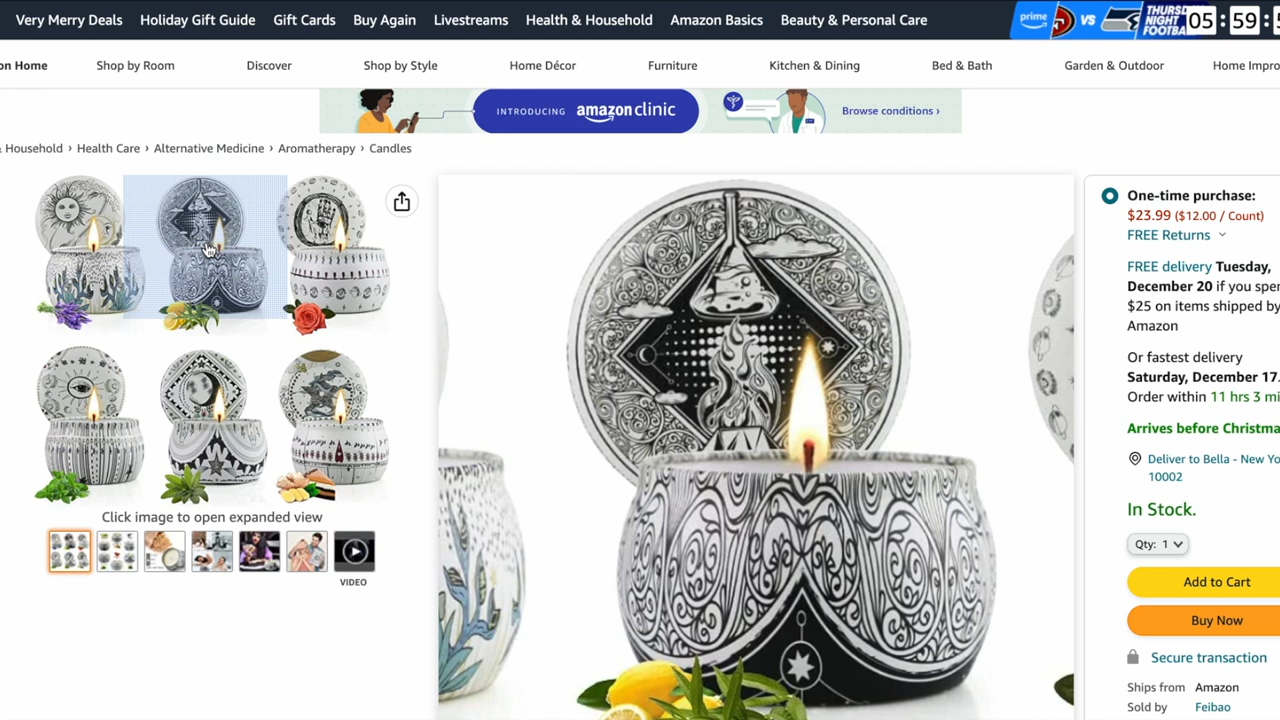 Very Merry Deals Holiday Gift Guide Gift Cards Buy Again Livestreams Health & Household Amazon Basics Beauty & Personal Care prime VS THURSDAY NIGHT FOOTBALL 05 : 59 :
on Home Shop by Room Discover Shop by Style Home Décor Furniture Kitchen & Dining Bed & Bath Garden & Outdoor Home Impro
INTRODUCING amazon clinic Browse conditions ›
& Household › Health Care › Alternative Medicine › Aromatherapy › Candles
Click image to open expanded view
VIDEO
One-time purchase:
$23.99 ($12.00 / Count)
FREE Returns
FREE delivery Tuesday,
December 20 if you spen
$25 on items shipped by
Amazon
Or fastest delivery
Saturday, December 17.
Order within 11 hrs 3 mi
Arrives before Christma
Deliver to Bella - New Yo
10002
In Stock.
Qty: 1
Add to Cart
Buy Now
Secure transaction
Ships from Amazon
Sold by Feibao